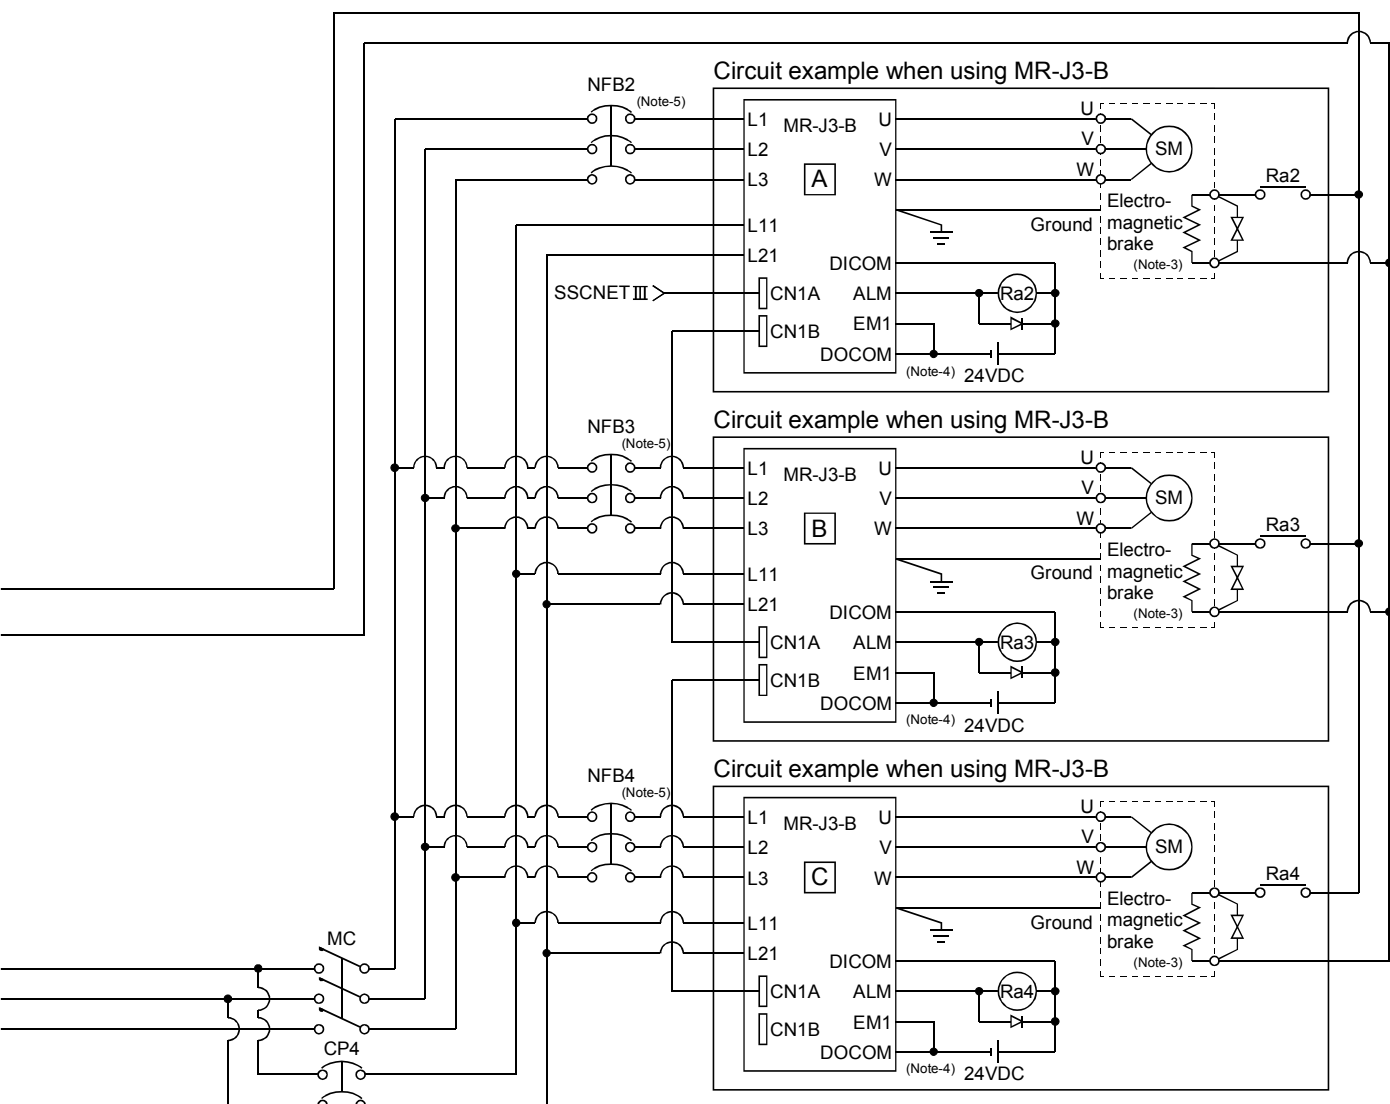 Circuit example when using MR-J3-B
NFB2
(Note-5)
L1 MR-J3-B U U
L2 V V SM
L3 A W W
Ra2
L11 Ground
Electro-
magnetic
brake
(Note-3)
L21 DICOM
SSCNETⅢ CN1A ALM Ra2
CN1B EM1
DOCOM (Note-4) 24VDC
Circuit example when using MR-J3-B
NFB3
(Note-5)
L1 MR-J3-B U U
L2 V V SM
L3 B W W
Ra3
L11 Ground
Electro-
magnetic
brake
(Note-3)
L21 DICOM
CN1A ALM Ra3
CN1B EM1
DOCOM (Note-4) 24VDC
Circuit example when using MR-J3-B
NFB4
(Note-5)
L1 MR-J3-B U U
L2 V V SM
L3 C W W
Ra4
L11 Ground
Electro-
magnetic
brake
(Note-3)
MC
L21 DICOM
CN1A ALM Ra4
CN1B EM1
CP4
DOCOM (Note-4) 24VDC